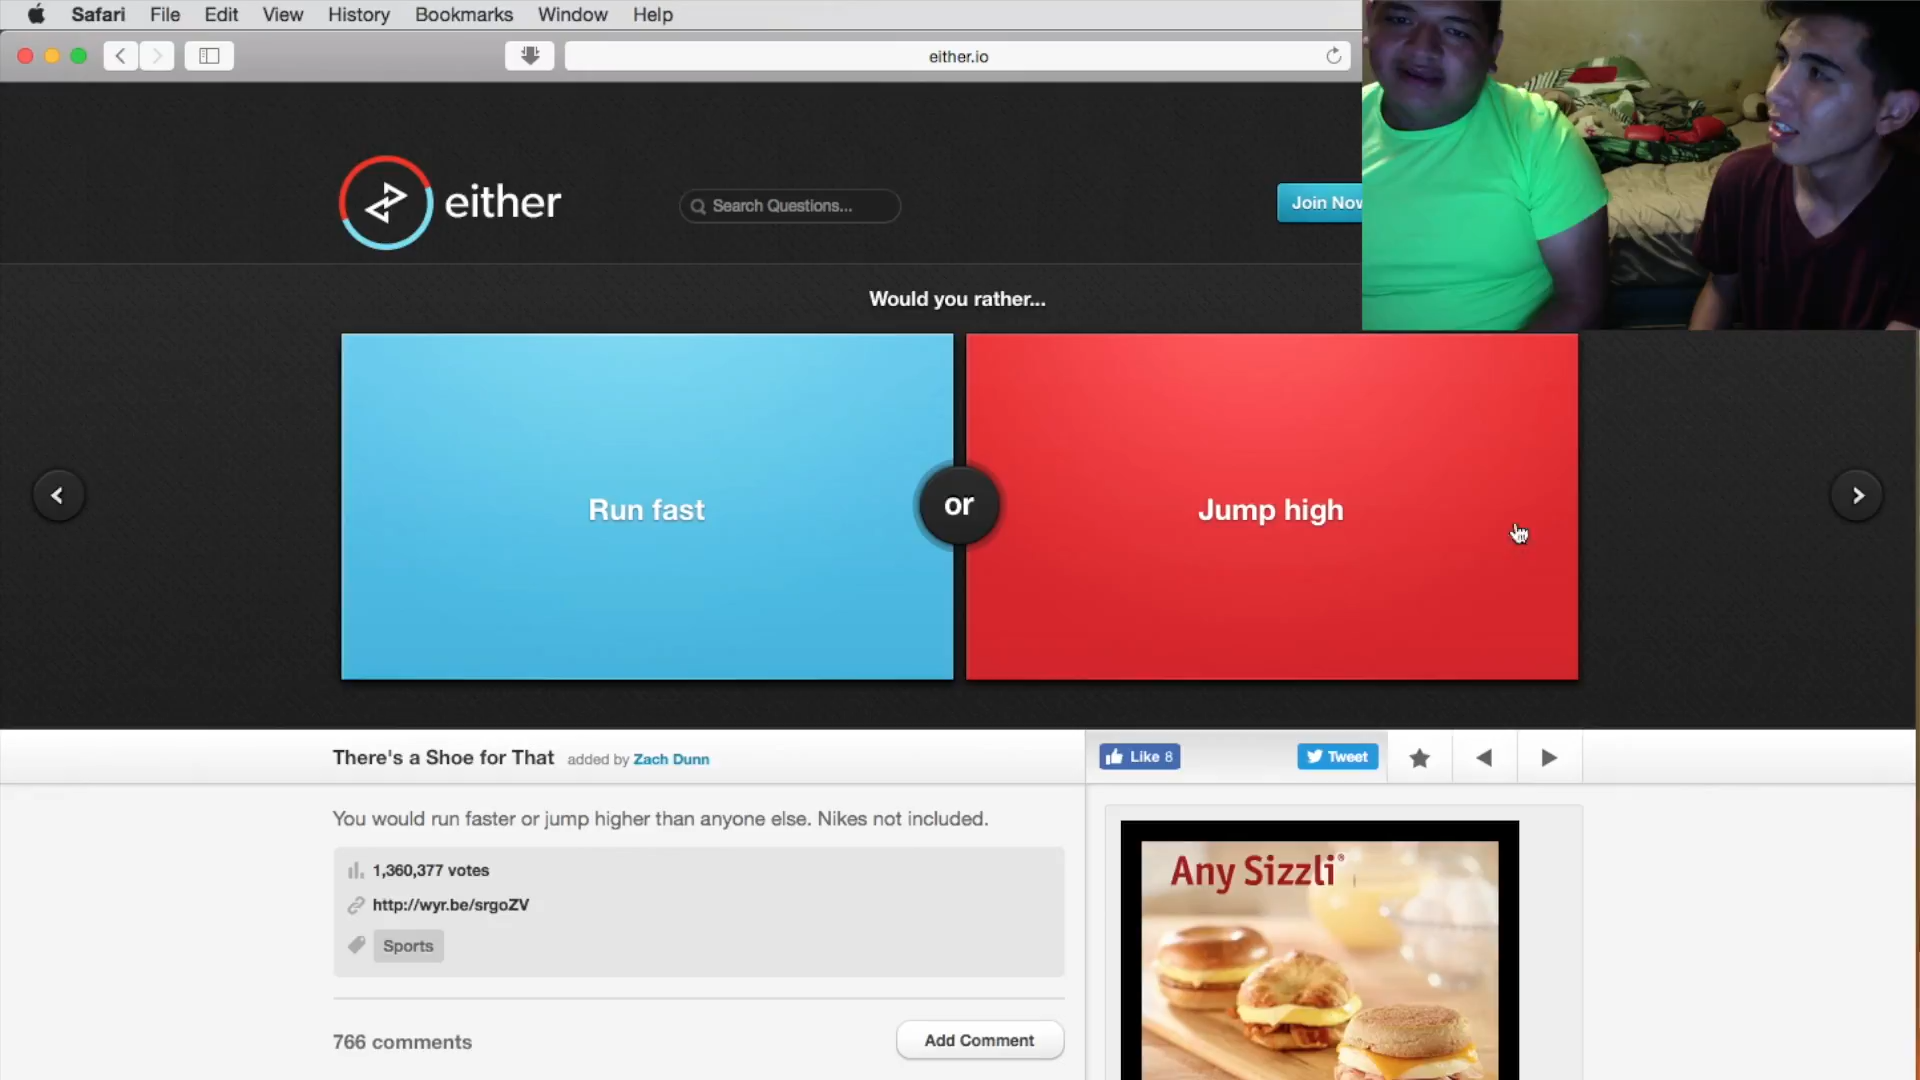 Safari File Edit View History Bookmarks Window Help
either.io
either
Search Questions...
Join Now
Would you rather...
Run fast
or
Jump high
There's a Shoe for That added by Zach Dunn
Like 8
Tweet
You would run faster or jump higher than anyone else. Nikes not included.
1,360,377 votes
http://wyr.be/srgoZV
Sports
766 comments
Add Comment
Any Sizzli®